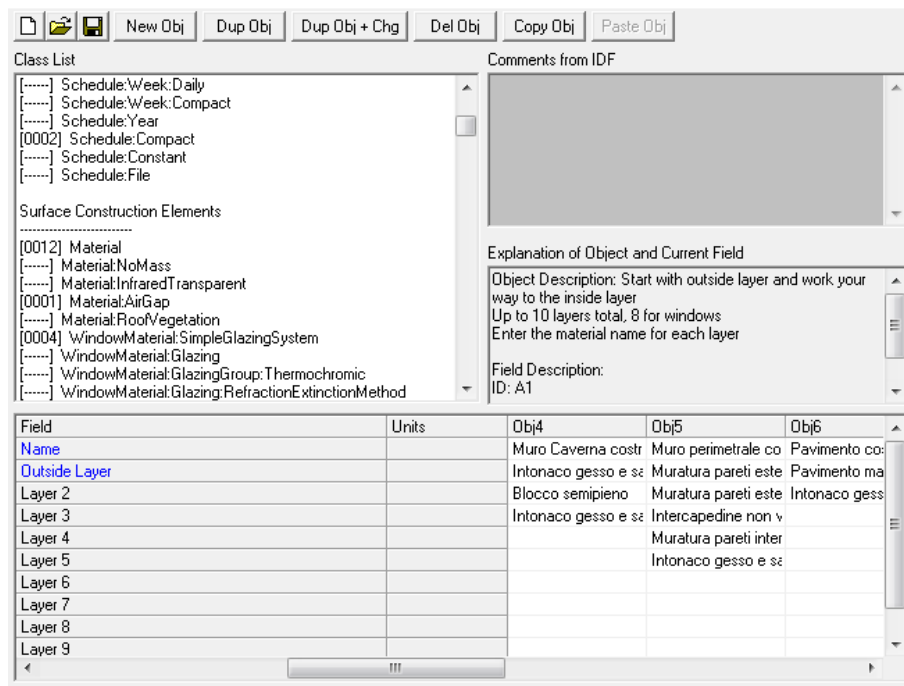 New Obj Dup Obj Dup Obj + Chg Del Obj Copy Obj Paste Obj
Class List
[------] Schedule:Week:Daily
[------] Schedule:Week:Compact
[------] Schedule:Year
[0002] Schedule:Compact
[------] Schedule:Constant
[------] Schedule:File
Surface Construction Elements
----------------------------
[0012] Material
[------] Material:NoMass
[------] Material:InfraredTransparent
[0001] Material:AirGap
[------] Material:RoofVegetation
[0004] WindowMaterial:SimpleGlazingSystem
[------] WindowMaterial:Glazing
[------] WindowMaterial:GlazingGroup:Thermochromic
[------] WindowMaterial:Glazing:RefractionExtinctionMethod
Comments from IDF
Explanation of Object and Current Field
Object Description: Start with outside layer and work your
way to the inside layer
Up to 10 layers total, 8 for windows
Enter the material name for each layer
Field Description:
ID: A1
Field Units Obj4 Obj5 Obj6
Name Muro Caverna costr Muro perimetrale co Pavimento co
Outside Layer Intonaco gesso e sa Muratura pareti este Pavimento ma
Layer 2 Blocco semipieno Muratura pareti este Intonaco gess
Layer 3 Intonaco gesso e sa Intercapedine non v
Layer 4 Muratura pareti inter
Layer 5 Intonaco gesso e sa
Layer 6
Layer 7
Layer 8
Layer 9